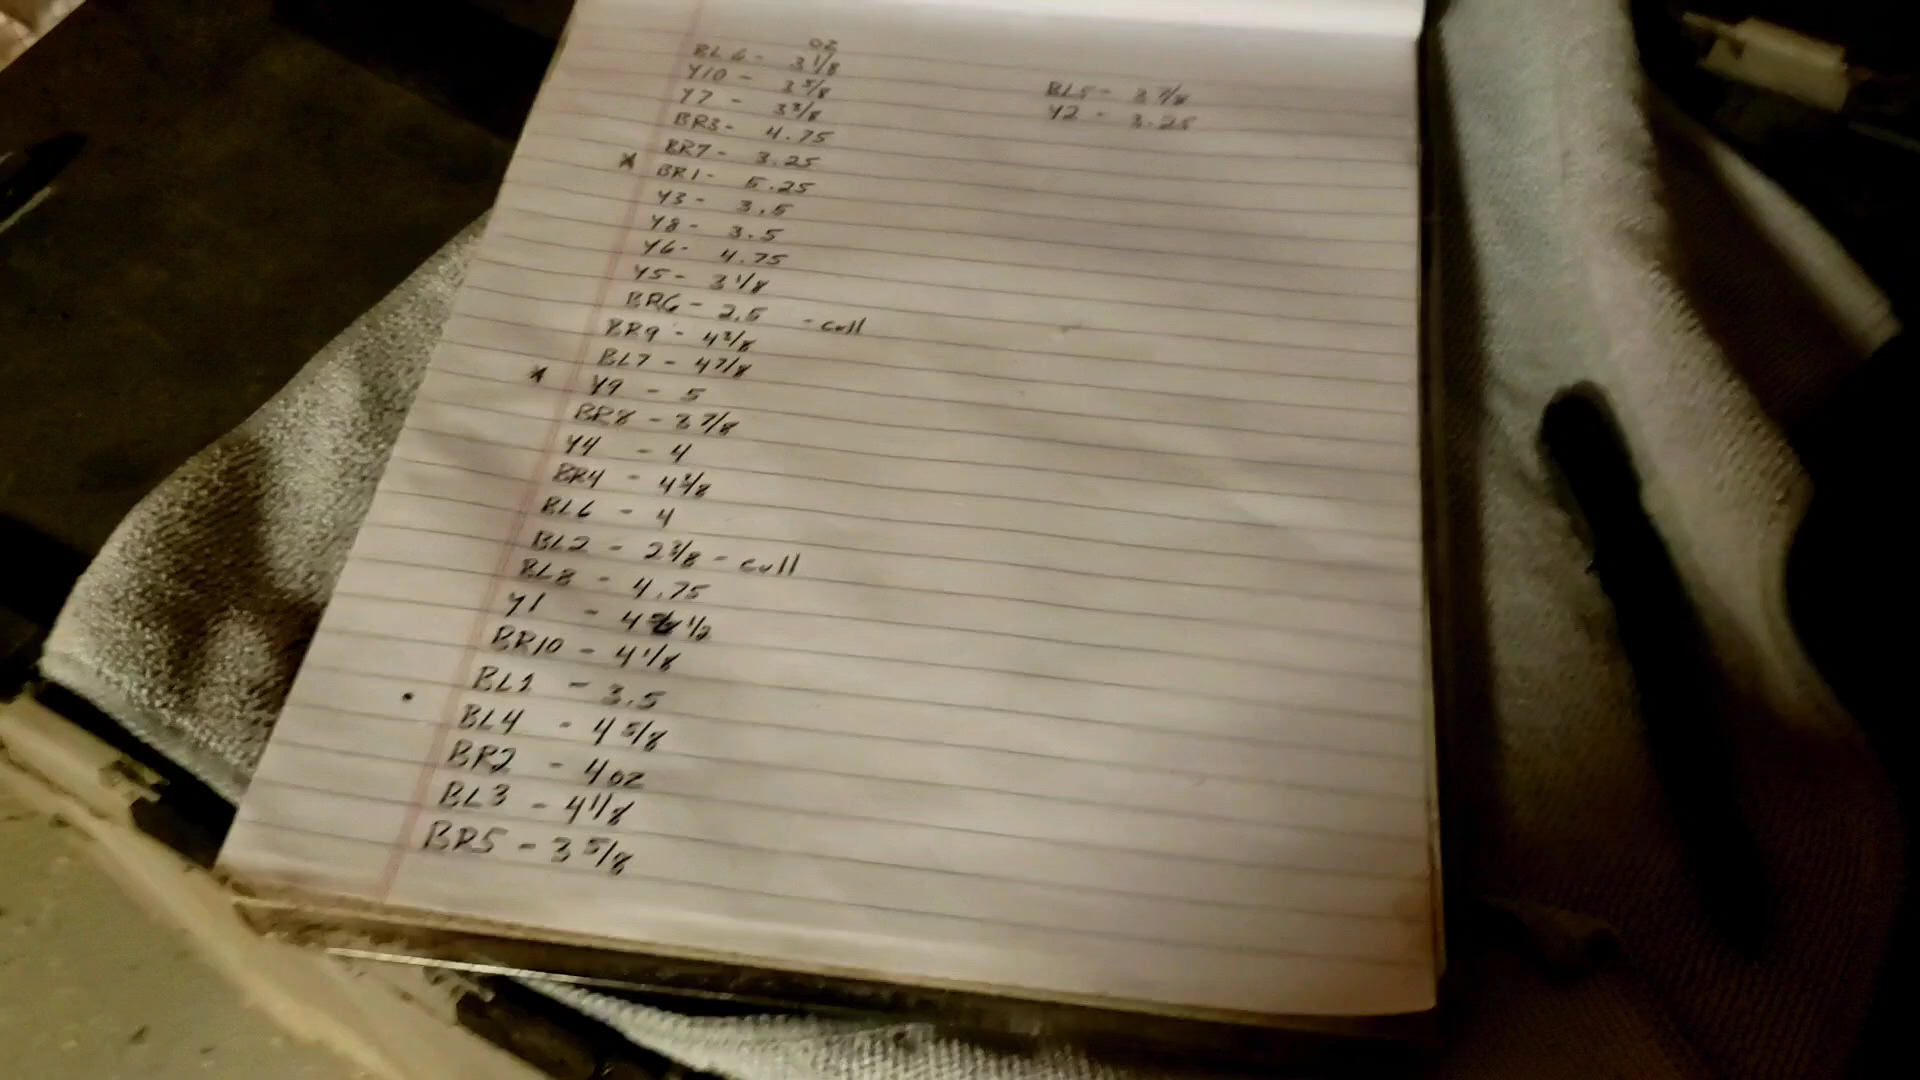 oz
BL6 - 3 1/8
Y10 - 3 5/8
Y7 - 3 3/8
BR3 - 4.75
BR7 - 3.25
* BR1 - 5.25
Y3 - 3.5
Y8 - 3.5
Y6 - 4.75
Y5 - 3 1/8
BR6 - 2.5 - cull
BR9 - 4 3/8
BL7 - 4 7/8
* Y9 - 5
BR8 - 3 7/8
Y4 - 4
BR4 - 4 3/8
BL6 - 4
BL2 - 2 3/8 - cull
BL8 - 4.75
Y1 - 4 1/2
BR10 - 4 1/8
BL1 - 3.5
BL4 - 4 5/8
BR2 - 4oz
BL3 - 4 1/8
BR5 - 3 5/8
BL5 - 3 7/8
Y2 - 3.25